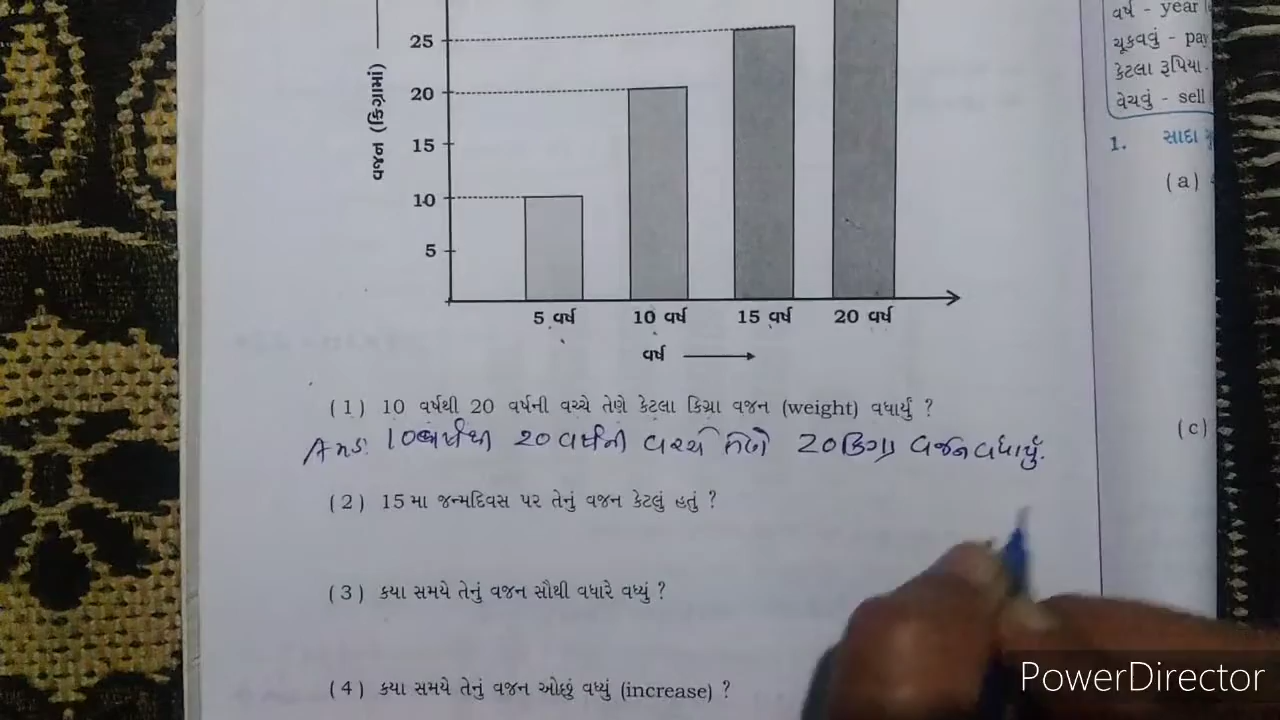 25
20
15
10
5
વજન (કિગ્રામાં)
5 વર્ષ 10 વર્ષ 15 વર્ષ 20 વર્ષ
વર્ષ
(1) 10 વર્ષથી 20 વર્ષની વચ્ચે તેણે કેટલા કિગ્રા વજન (weight) વધાર્યું ?
Ans: 10 વર્ષથી 20 વર્ષની વચ્ચે તેણે 20 કિગ્રા વજન વધાર્યું.
(2) 15 મા જન્મદિવસ પર તેનું વજન કેટલું હતું ?
(3) કયા સમયે તેનું વજન સૌથી વધારે વધ્યું ?
(4) કયા સમયે તેનું વજન ઓછું વધ્યું (increase) ?
વર્ષ - year
ચૂકવવું - pay
કેટલા રૂપિયા -
વેચવું - sell
1. સાદા
(a)
(c)
PowerDirector